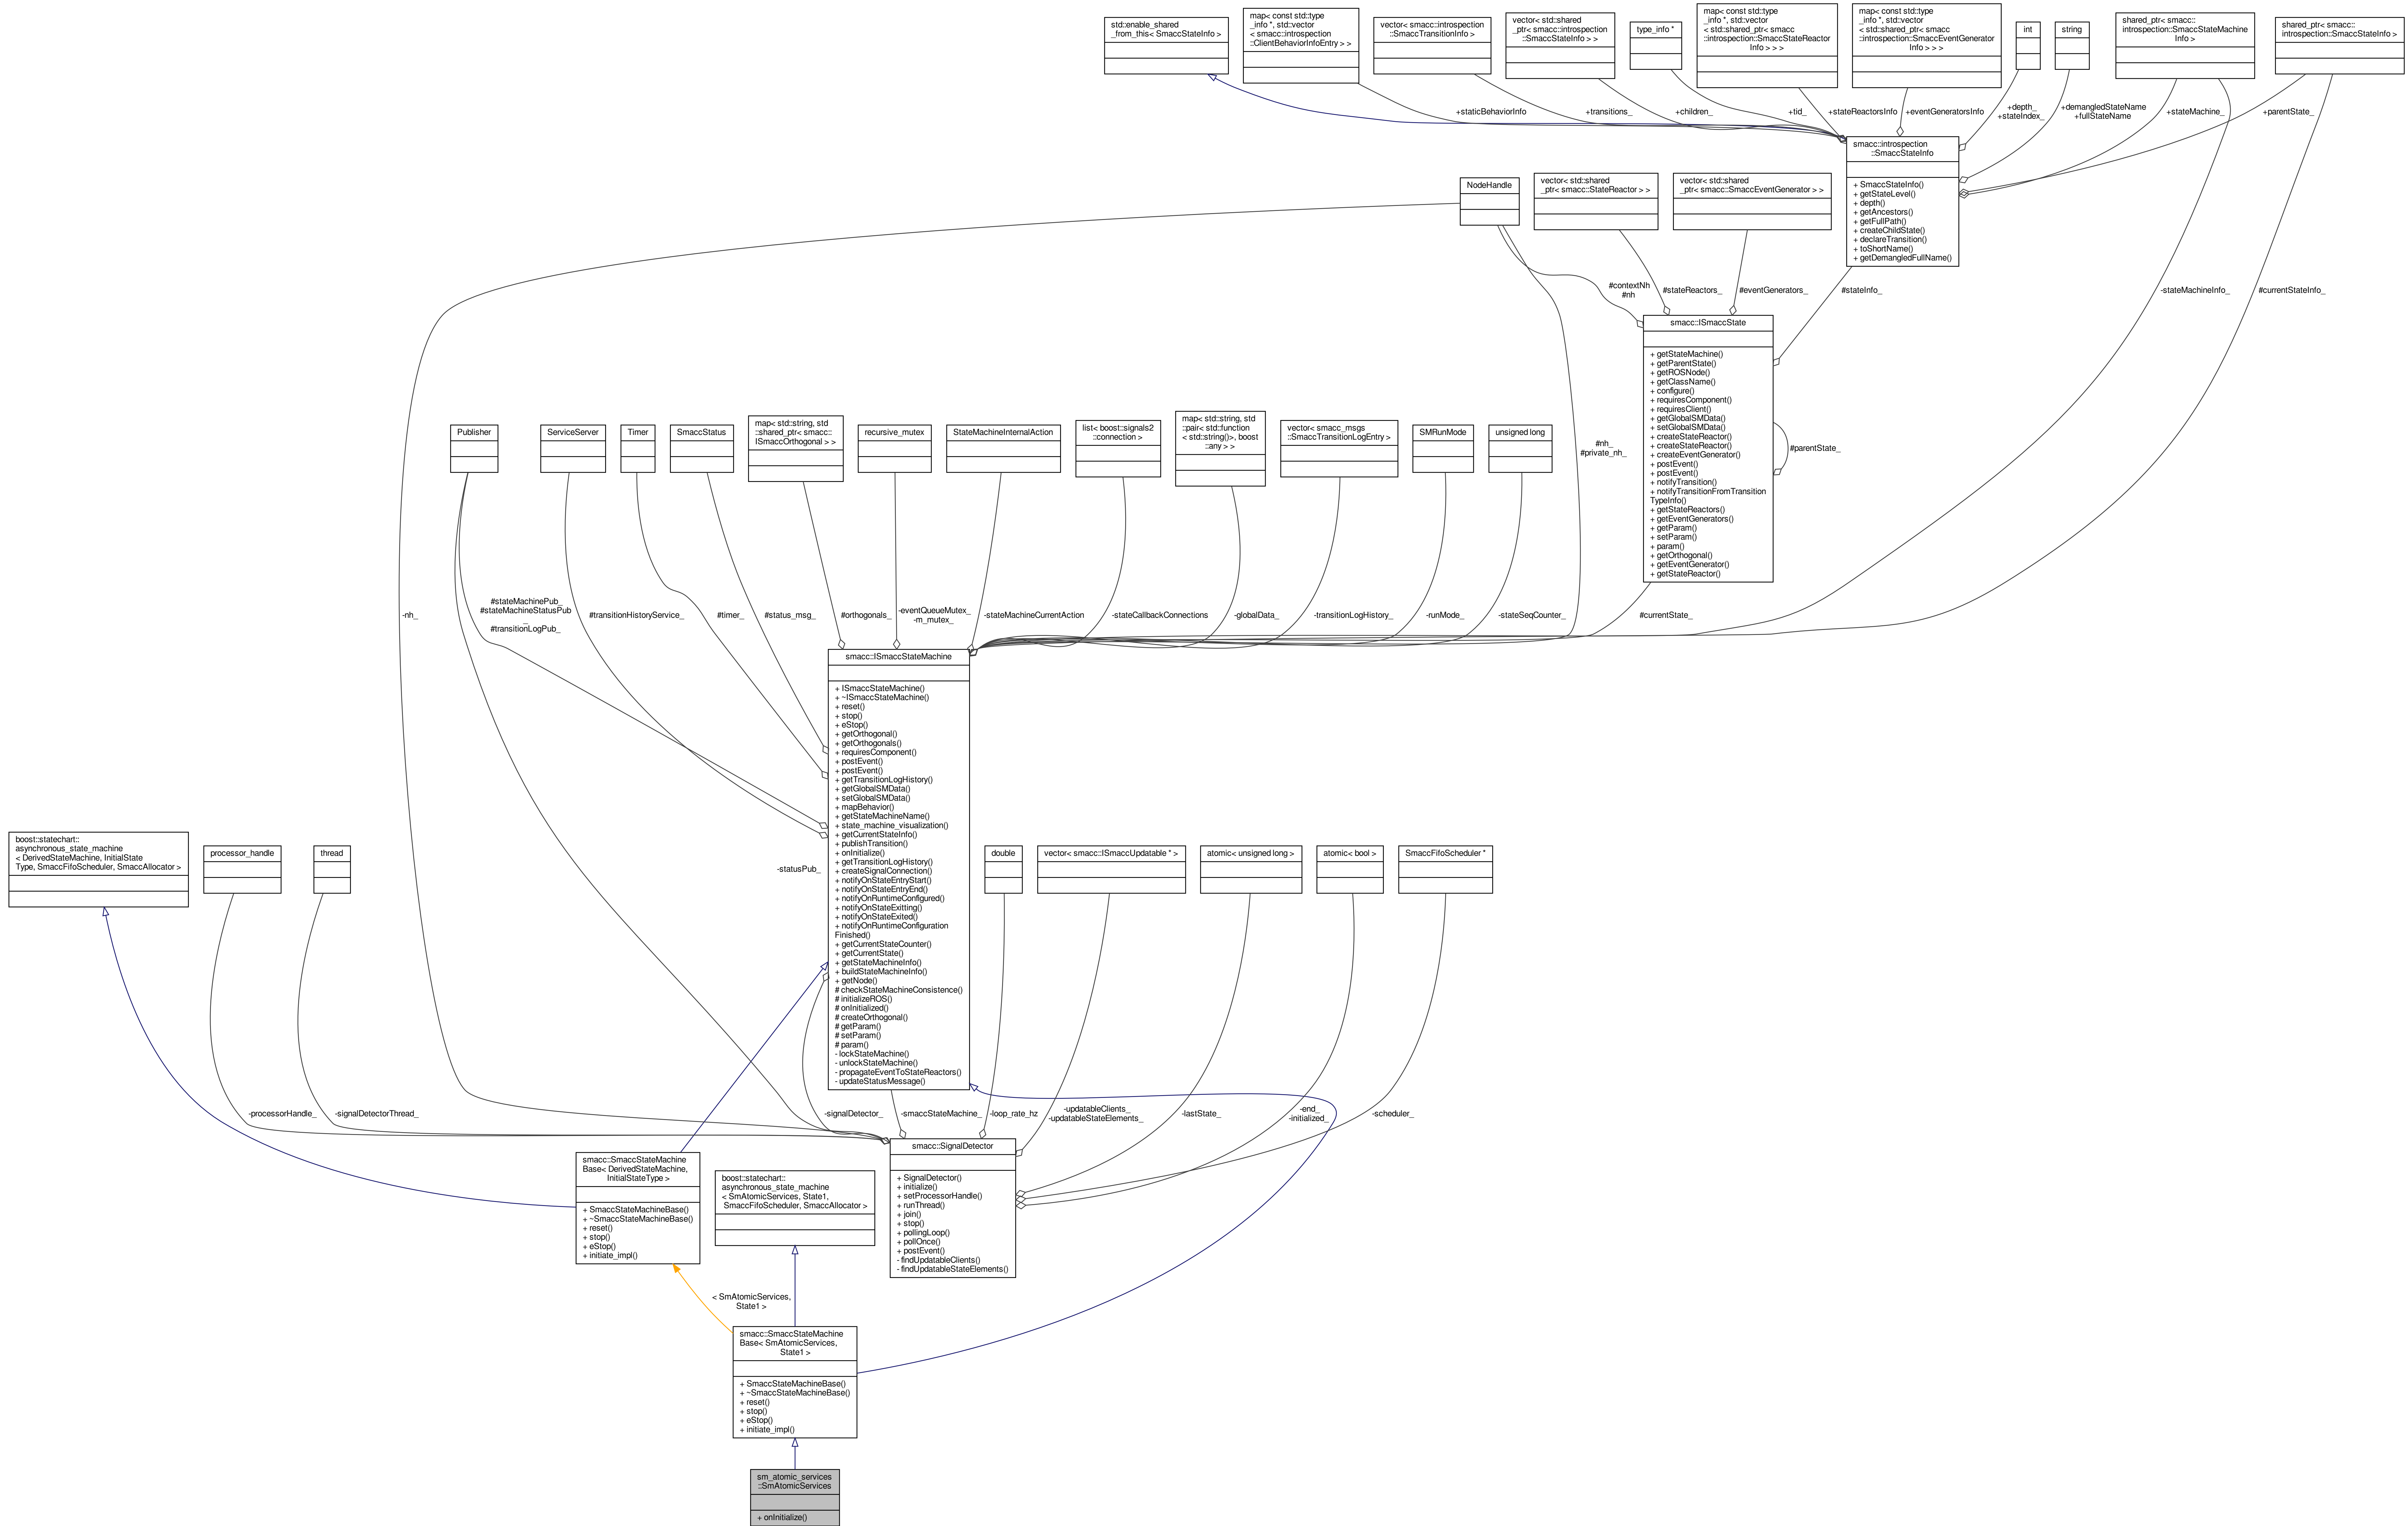 std::enable_shared
_from_this< SmaccStateInfo >
map< const std::type
_info *, std::vector
< smacc::introspection
::ClientBehaviorInfoEntry > >
vector< smacc::introspection
::SmaccTransitionInfo >
vector< std::shared
_ptr< smacc::introspection
::SmaccStateInfo > >
type_info *
map< const std::type
_info *, std::vector
< std::shared_ptr< smacc
::introspection::SmaccStateReactor
Info > > >
map< const std::type
_info *, std::vector
< std::shared_ptr< smacc
::introspection::SmaccEventGenerator
Info > > >
int
string
shared_ptr< smacc::
introspection::SmaccStateMachine
Info >
shared_ptr< smacc::
introspection::SmaccStateInfo >
+staticBehaviorInfo
+transitions_
+children_
+tid_
+stateReactorsInfo
+eventGeneratorsInfo
+depth_
+stateIndex_
+demangledStateName
+fullStateName
+stateMachine_
+parentState_
smacc::introspection
::SmaccStateInfo
+ SmaccStateInfo()
+ getStateLevel()
+ depth()
+ getAncestors()
+ getFullPath()
+ createChildState()
+ declareTransition()
+ toShortName()
+ getDemangledFullName()
NodeHandle
vector< std::shared
_ptr< smacc::StateReactor > >
vector< std::shared
_ptr< smacc::SmaccEventGenerator > >
#contextNh
#nh
#stateReactors_
#eventGenerators_
#stateInfo_
-stateMachineInfo_
#currentStateInfo_
smacc::ISmaccState
+ getStateMachine()
+ getParentState()
+ getROSNode()
+ getClassName()
+ configure()
+ requiresComponent()
+ requiresClient()
+ getGlobalSMData()
+ setGlobalSMData()
+ createStateReactor()
+ createStateReactor()
+ createEventGenerator()
+ postEvent()
+ postEvent()
+ notifyTransition()
+ notifyTransitionFromTransition
TypeInfo()
+ getStateReactors()
+ getEventGenerators()
+ getParam()
+ setParam()
+ param()
+ getOrthogonal()
+ getEventGenerator()
+ getStateReactor()
#parentState_
#nh_
#private_nh_
Publisher
ServiceServer
Timer
SmaccStatus
map< std::string, std
::shared_ptr< smacc::
ISmaccOrthogonal > >
recursive_mutex
StateMachineInternalAction
list< boost::signals2
::connection >
map< std::string, std
::pair< std::function
< std::string()>, boost
::any > >
vector< smacc_msgs
::SmaccTransitionLogEntry >
SMRunMode
unsigned long
-nh_
#stateMachinePub_
#stateMachineStatusPub
_
#transitionLogPub_
#transitionHistoryService_
#timer_
#status_msg_
#orthogonals_
-eventQueueMutex_
-m_mutex_
-stateMachineCurrentAction
-stateCallbackConnections
-globalData_
-transitionLogHistory_
-runMode_
-stateSeqCounter_
#currentState_
smacc::ISmaccStateMachine
+ ISmaccStateMachine()
+ ~ISmaccStateMachine()
+ reset()
+ stop()
+ eStop()
+ getOrthogonal()
+ getOrthogonals()
+ requiresComponent()
+ postEvent()
+ postEvent()
+ getTransitionLogHistory()
+ getGlobalSMData()
+ setGlobalSMData()
+ mapBehavior()
+ getStateMachineName()
+ state_machine_visualization()
+ getCurrentStateInfo()
+ publishTransition()
+ onInitialize()
+ getTransitionLogHistory()
+ createSignalConnection()
+ notifyOnStateEntryStart()
+ notifyOnStateEntryEnd()
+ notifyOnRuntimeConfigured()
+ notifyOnStateExitting()
+ notifyOnStateExited()
+ notifyOnRuntimeConfiguration
Finished()
+ getCurrentStateCounter()
+ getCurrentState()
+ getStateMachineInfo()
+ buildStateMachineInfo()
+ getNode()
# checkStateMachineConsistence()
# initializeROS()
# onInitialized()
# createOrthogonal()
# getParam()
# setParam()
# param()
- lockStateMachine()
- unlockStateMachine()
- propagateEventToStateReactors()
- updateStatusMessage()
boost::statechart::
asynchronous_state_machine
< DerivedStateMachine, InitialState
Type, SmaccFifoScheduler, SmaccAllocator >
processor_handle
thread
-statusPub_
double
vector< smacc::ISmaccUpdatable * >
atomic< unsigned long >
atomic< bool >
SmaccFifoScheduler *
-processorHandle_
-signalDetectorThread_
-signalDetector_
-smaccStateMachine_
-loop_rate_hz
-updatableClients_
-updatableStateElements_
-lastState_
-end_
-initialized_
-scheduler_
smacc::SignalDetector
+ SignalDetector()
+ initialize()
+ setProcessorHandle()
+ runThread()
+ join()
+ stop()
+ pollingLoop()
+ pollOnce()
+ postEvent()
- findUpdatableClients()
- findUpdatableStateElements()
smacc::SmaccStateMachine
Base< DerivedStateMachine,
InitialStateType >
+ SmaccStateMachineBase()
+ ~SmaccStateMachineBase()
+ reset()
+ stop()
+ eStop()
+ initiate_impl()
boost::statechart::
asynchronous_state_machine
< SmAtomicServices, State1,
SmaccFifoScheduler, SmaccAllocator >
< SmAtomicServices,
State1 >
smacc::SmaccStateMachine
Base< SmAtomicServices,
State1 >
+ SmaccStateMachineBase()
+ ~SmaccStateMachineBase()
+ reset()
+ stop()
+ eStop()
+ initiate_impl()
sm_atomic_services
::SmAtomicServices
+ onInitialize()